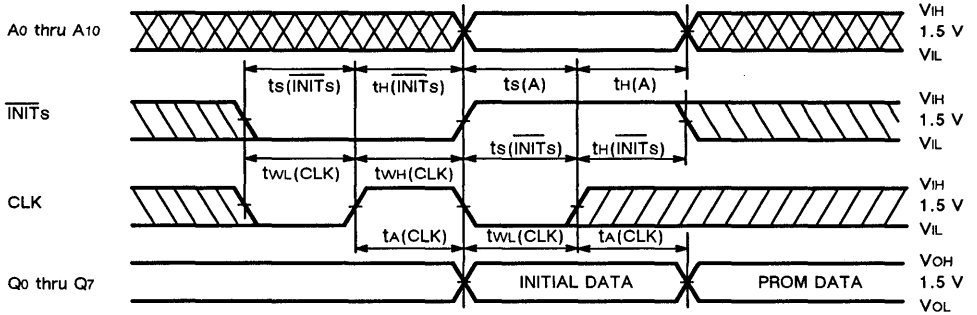 A0 thru A10
VIH
1.5 V
VIL
ts(INITs) tH(INITs) ts(A) tH(A)
INITs
VIH
1.5 V
VIL
ts(INITs) tH(INITs)
tWL(CLK) tWH(CLK)
CLK
VIH
1.5 V
VIL
tA(CLK) tWL(CLK) tA(CLK)
Q0 thru Q7
INITIAL DATA PROM DATA
VOH
1.5 V
VOL